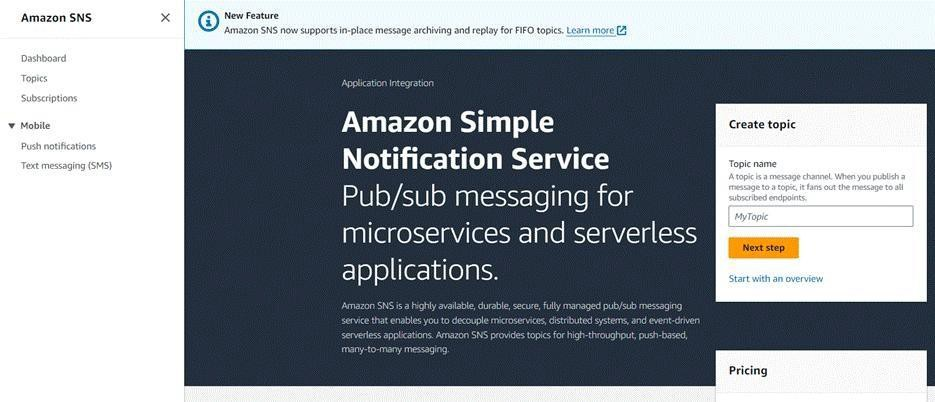 Amazon SNS
Dashboard
Topics
Subscriptions
Mobile
Push notifications
Text messaging (SMS)
New Feature
Amazon SNS now supports in-place message archiving and replay for FIFO topics. Learn more
Application Integration
Amazon Simple
Notification Service
Pub/sub messaging for
microservices and serverless
applications.
Amazon SNS is a highly available, durable, secure, fully managed pub/sub messaging
service that enables you to decouple microservices, distributed systems, and event-driven
serverless applications. Amazon SNS provides topics for high-throughput, push-based,
many-to-many messaging.
Create topic
Topic name
A topic is a message channel. When you publish a
message to a topic, it fans out the message to all
subscribed endpoints.
MyTopic
Next step
Start with an overview
Pricing